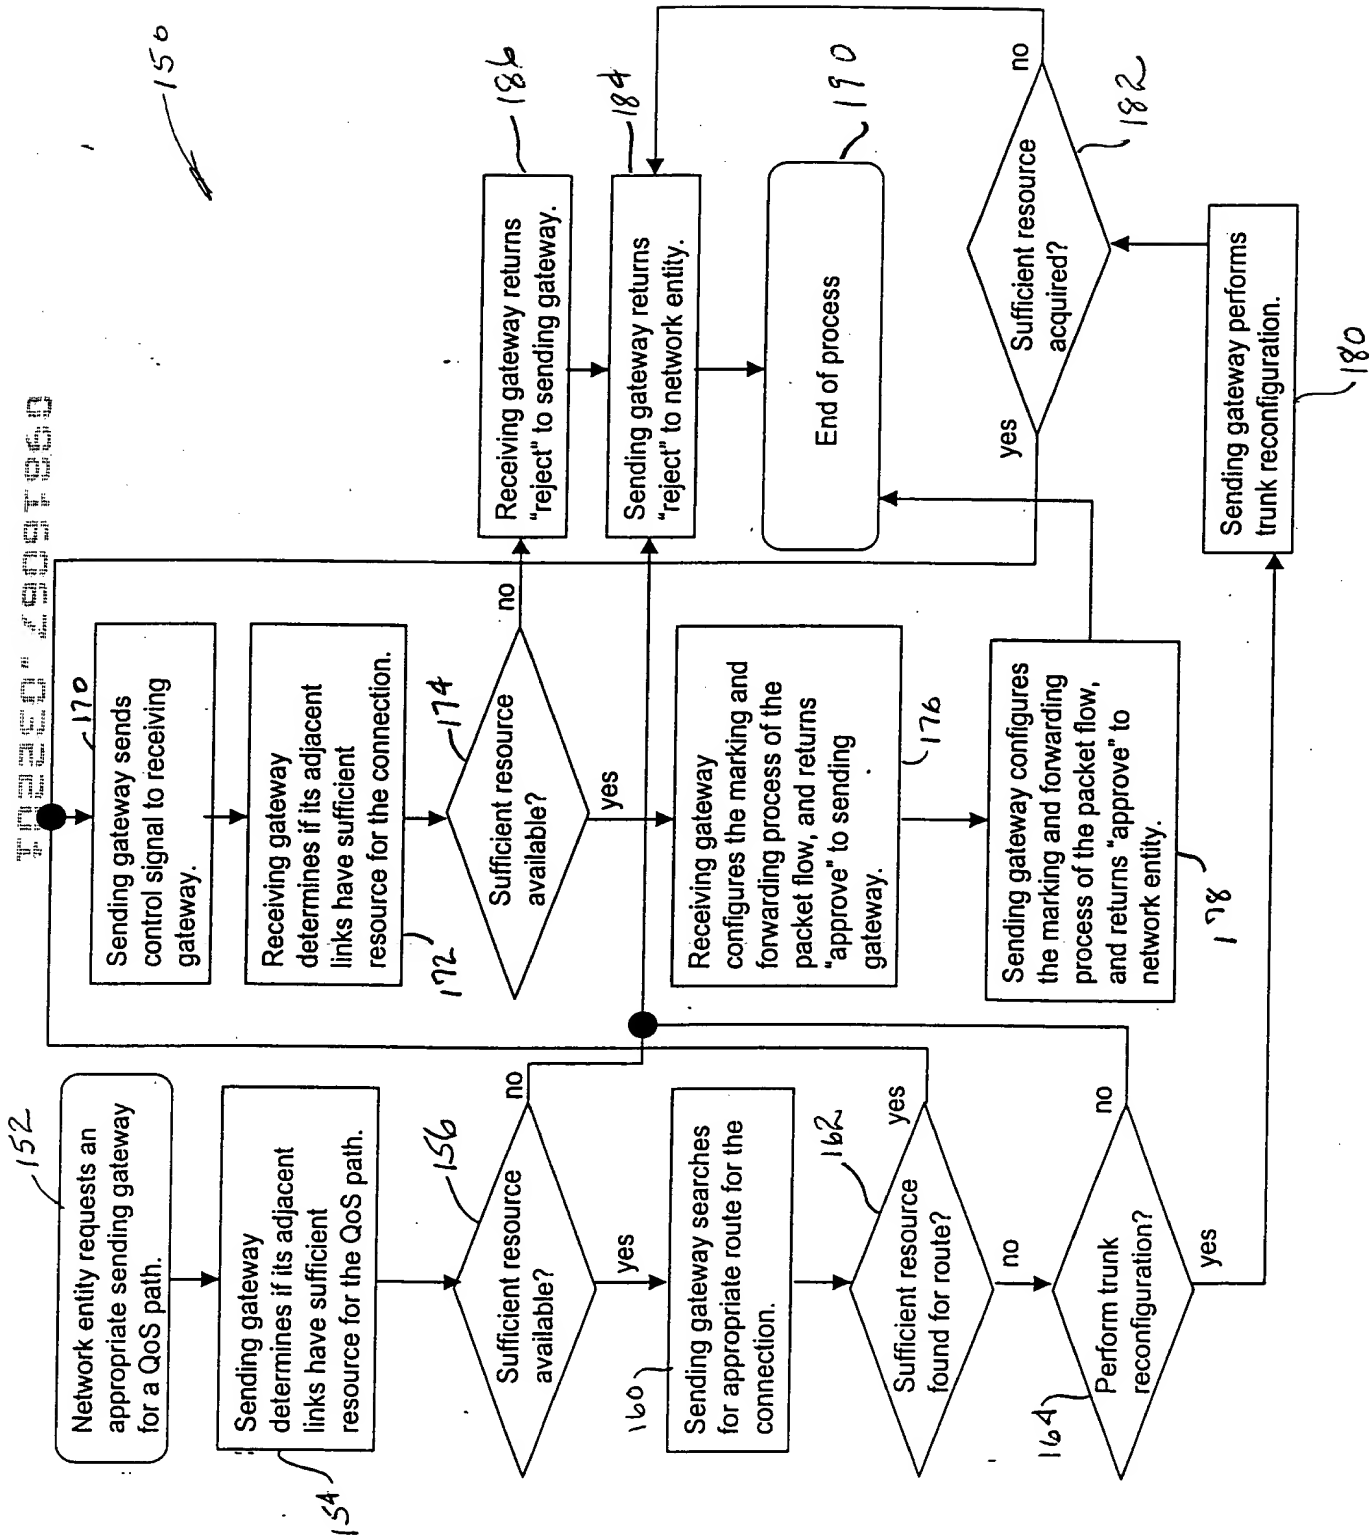 150
152
Network entity requests an
appropriate sending gateway
for a QoS path.
Sending gateway
determines if its adjacent
links have sufficient
resource for the QoS path.
154
156
Sufficient resource
available?
no
yes
160
Sending gateway searches
for appropriate route for the
connection.
162
Sufficient resource
found for route?
yes
no
164
Perform trunk
reconfiguration?
no
yes
170
Sending gateway sends
control signal to receiving
gateway.
Receiving gateway
determines if its adjacent
links have sufficient
resource for the connection.
172
174
Sufficient resource
available?
no
yes
Receiving gateway
configures the marking and
forwarding process of the
packet flow, and returns
“approve” to sending
gateway.
176
Sending gateway configures
the marking and forwarding
process of the packet flow,
and returns “approve” to
network entity.
178
186
Receiving gateway returns
“reject” to sending gateway.
184
Sending gateway returns
“reject” to network entity.
190
End of process
no
182
Sufficient resource
acquired?
yes
Sending gateway performs
trunk reconfiguration.
180